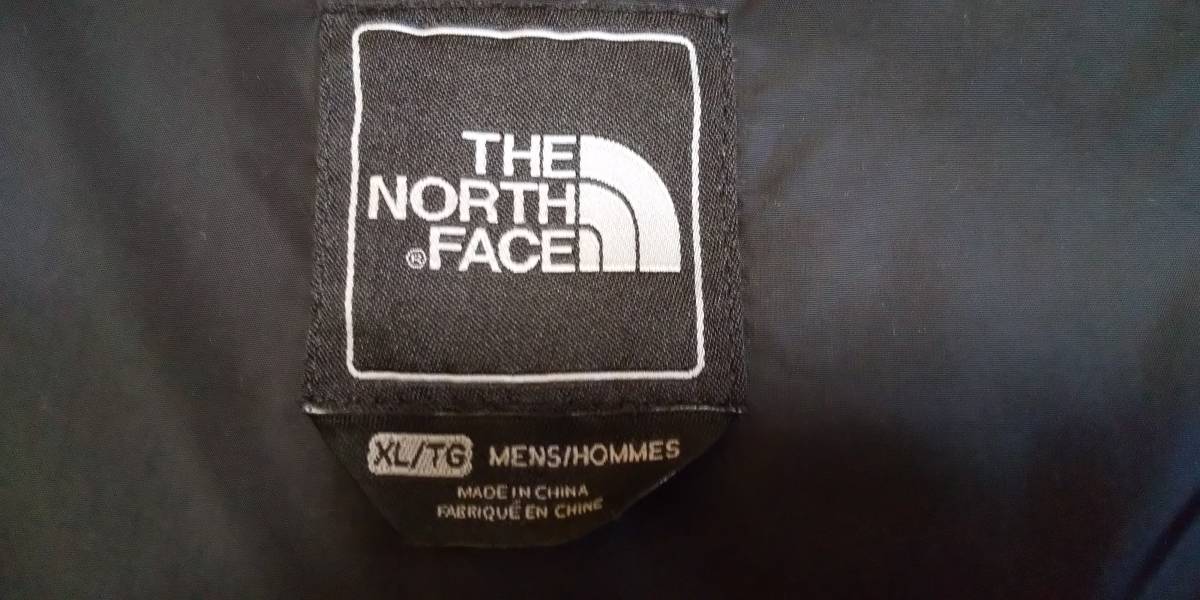 THE
NORTH
®FACE
XL/TG MENS/HOMMES
MADE IN CHINA
FABRIQUÉ EN CHINE